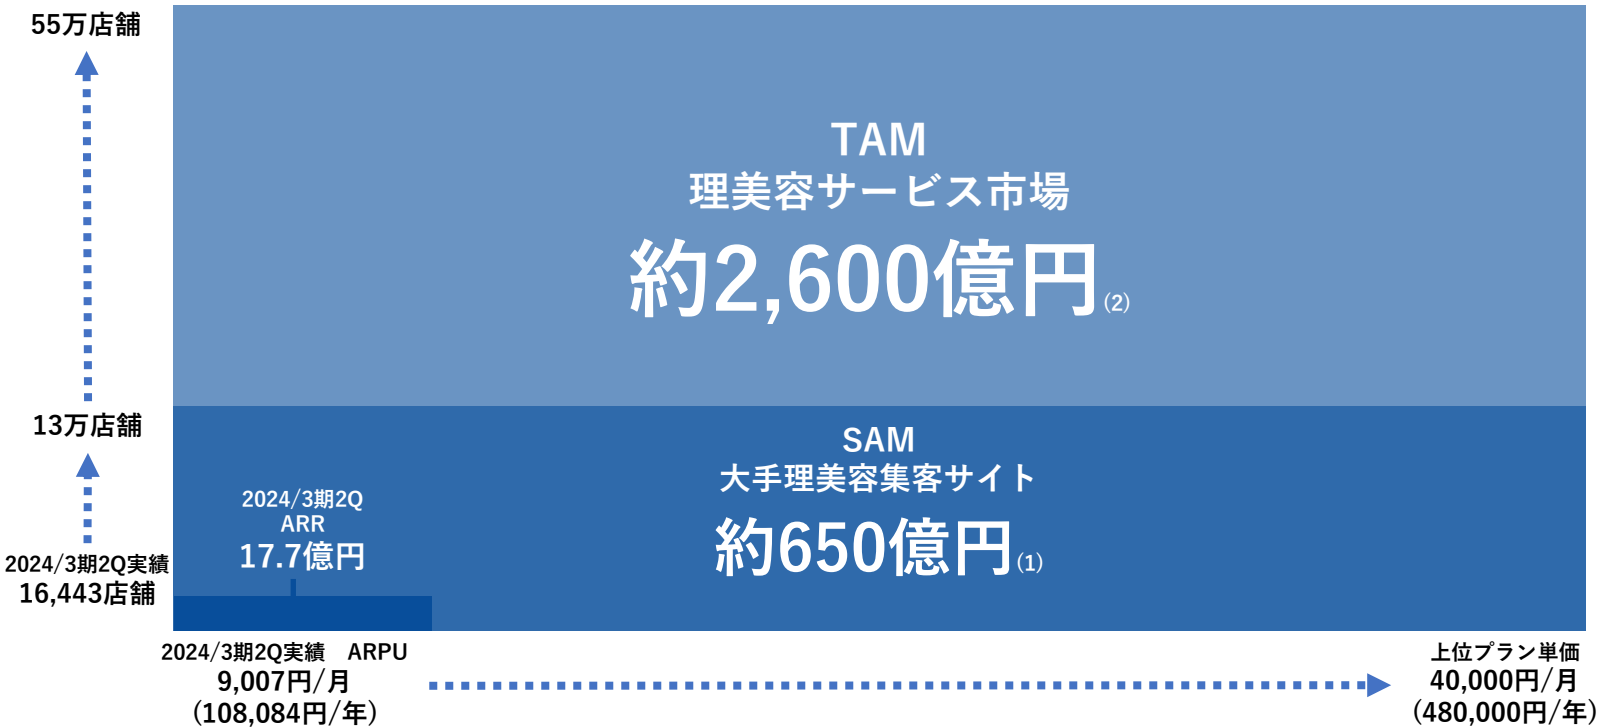 55万店舗
TAM
理美容サービス市場
約2,600億円(2)
13万店舗
SAM
大手理美容集客サイト
約650億円(1)
2024/3期2Q
ARR
17.7億円
2024/3期2Q実績
16,443店舗
2024/3期2Q実績　ARPU
9,007円/月
(108,084円/年)
上位プラン単価
40,000円/月
(480,000円/年)